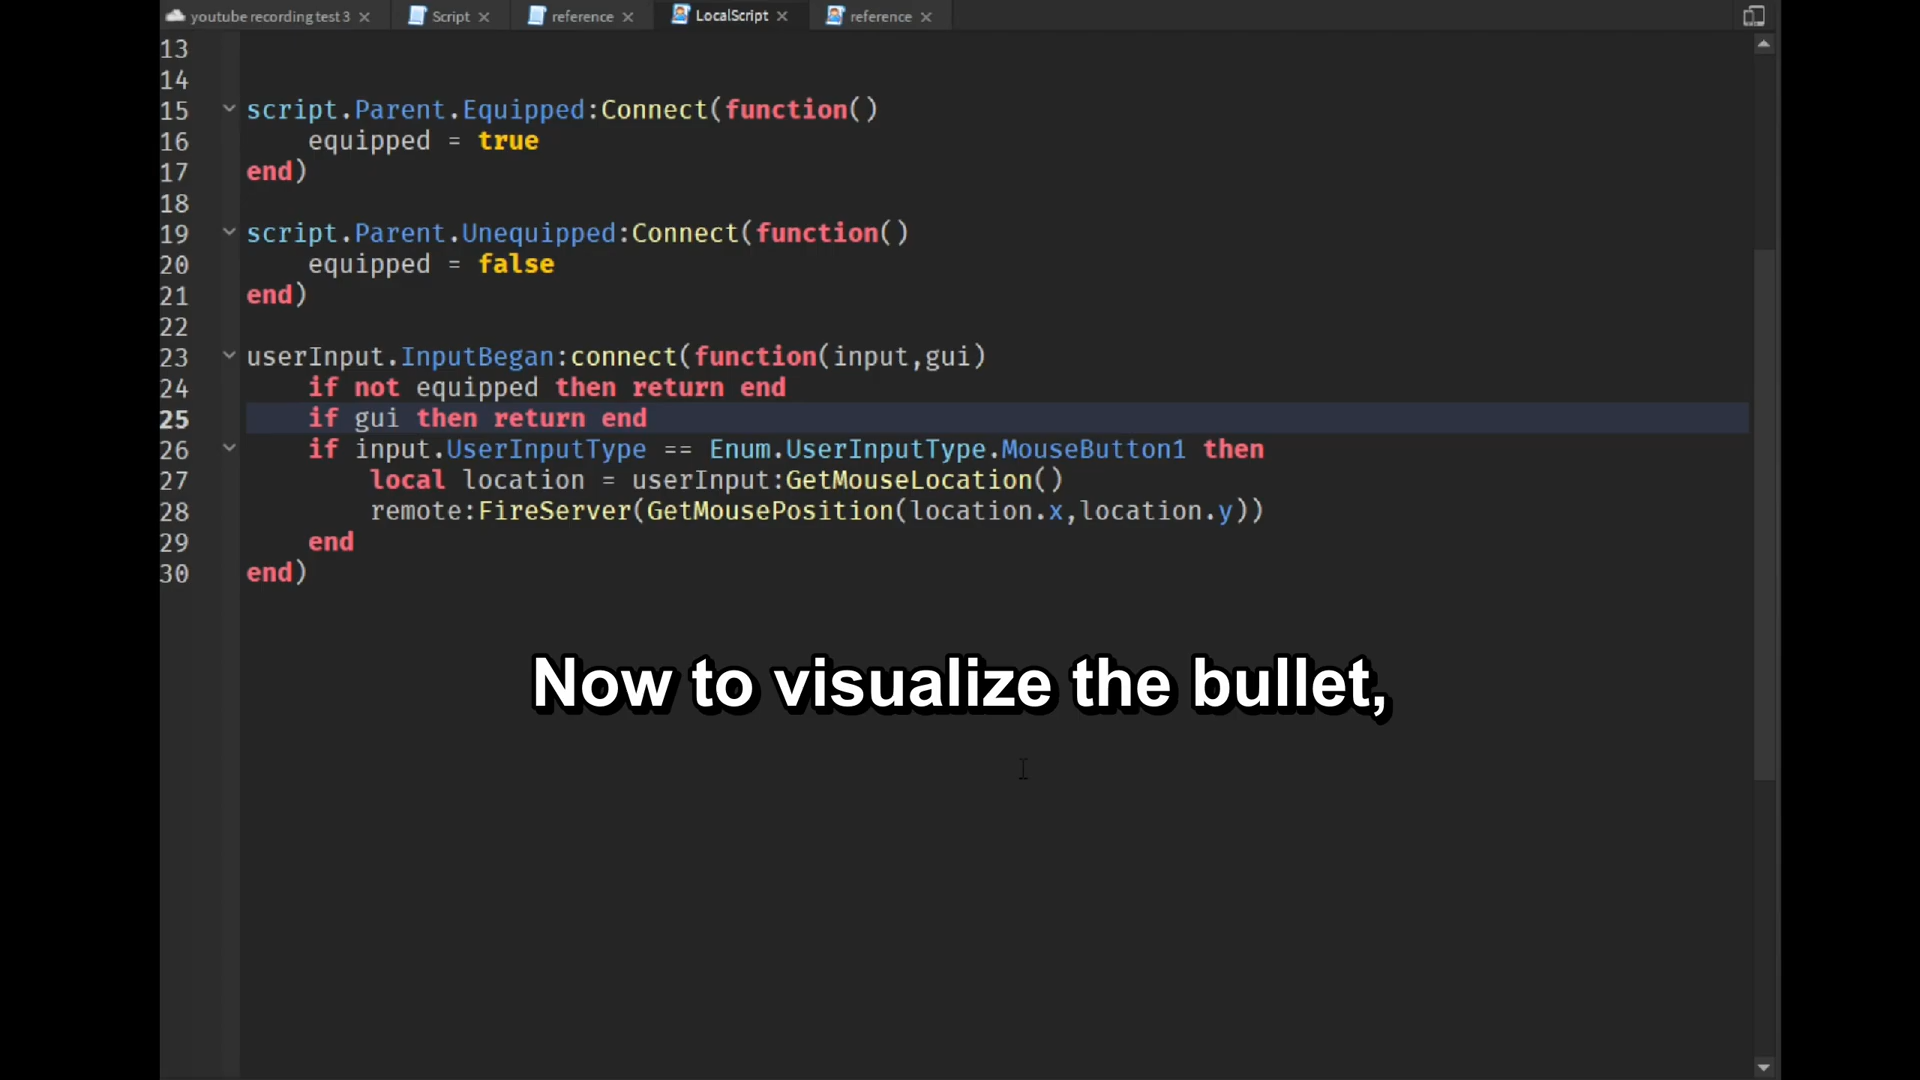 youtube recording test 3
Script
reference
LocalScript
reference
13
14
15 script.Parent.Equipped:Connect(function()
16 equipped = true
17 end)
18
19 script.Parent.Unequipped:Connect(function()
20 equipped = false
21 end)
22
23 userInput.InputBegan:connect(function(input,gui)
24 if not equipped then return end
25 if gui then return end
26 if input.UserInputType == Enum.UserInputType.MouseButton1 then
27 local location = userInput:GetMouseLocation()
28 remote:FireServer(GetMousePosition(location.x,location.y))
29 end
30 end)
Now to visualize the bullet,